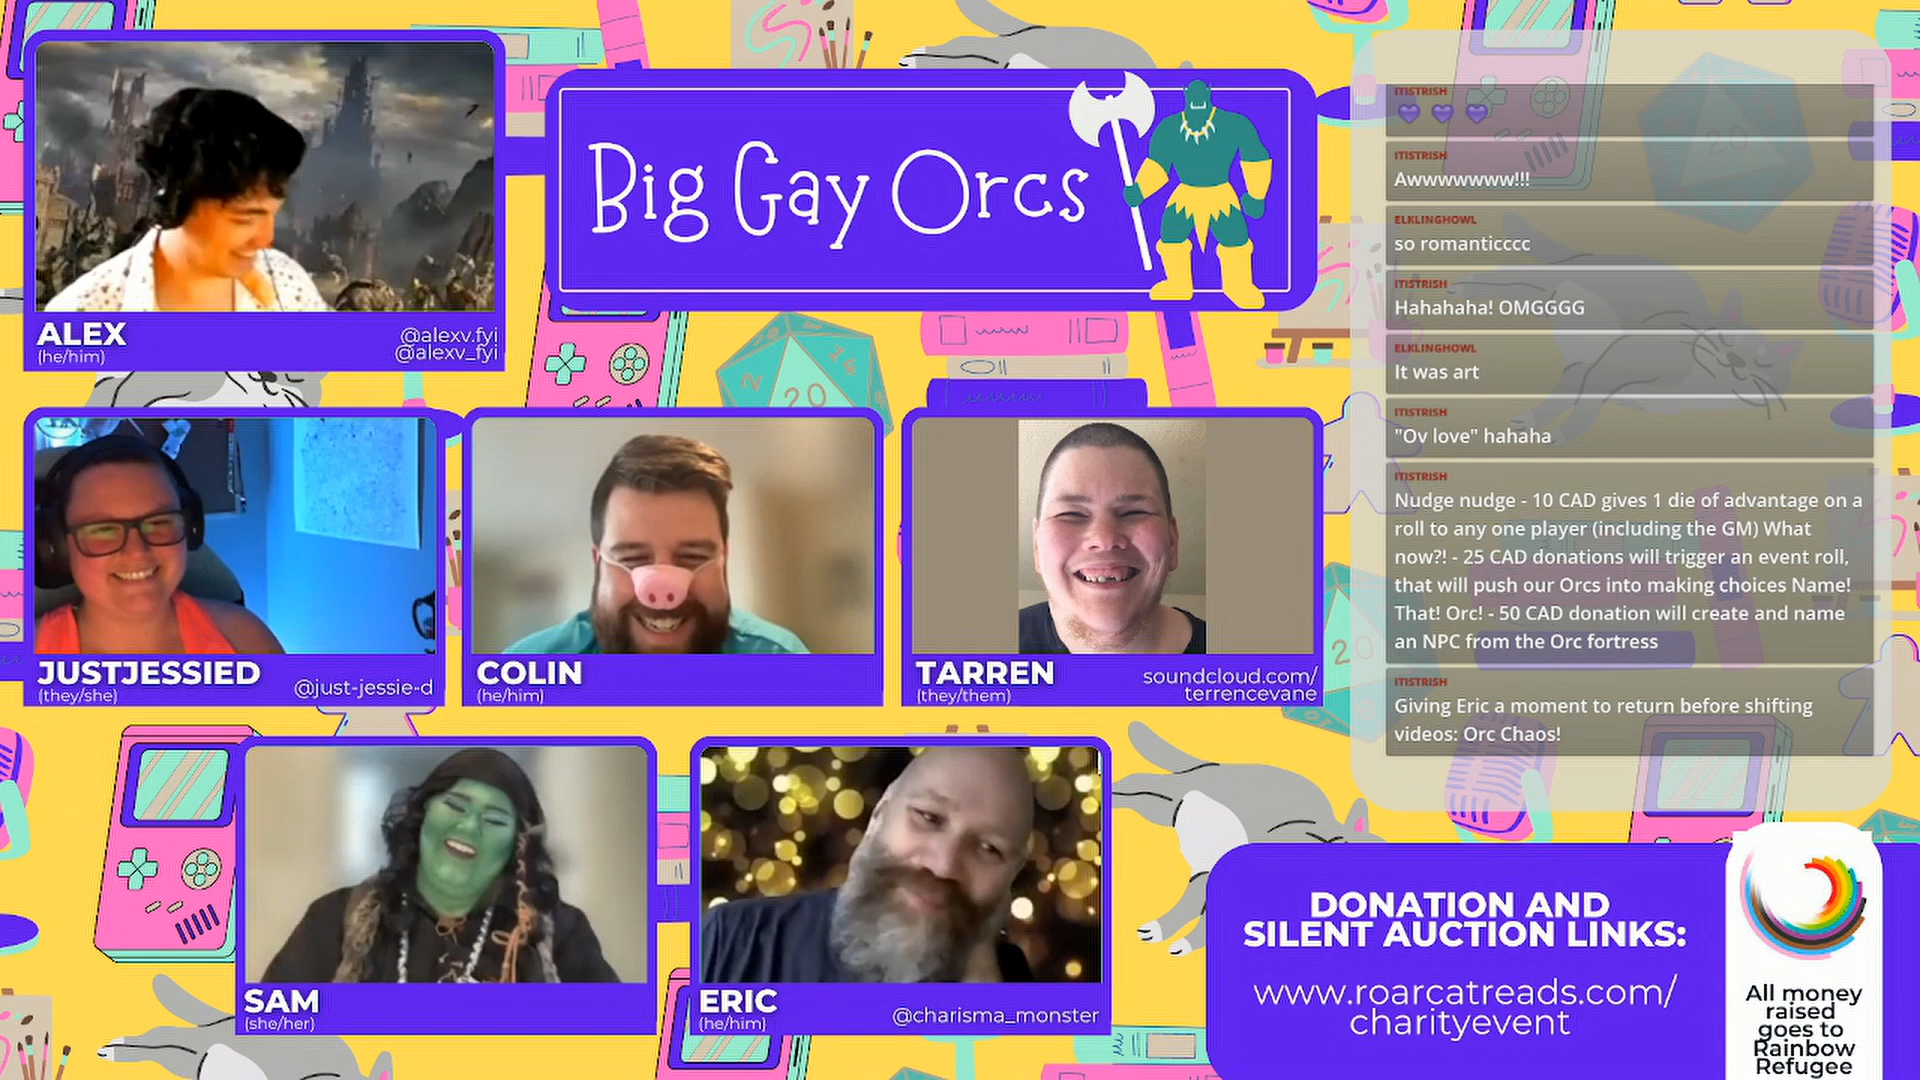 Big Gay Orcs
ALEX
(he/him)
@alexv.fyi
@alexv_fyi
JUSTJESSIED
(they/she)
@just-jessie-d
COLIN
(he/him)
TARREN
(they/them)
soundcloud.com/
terrencevane
SAM
(she/her)
ERIC
(he/him)
@charisma_monster
ITISTRISH
💜 💜 💜
ITISTRISH
Awwwwwww!!!
ELKLINGHOWL
so romanticccc
ITISTRISH
Hahahaha! OMGGGG
ELKLINGHOWL
It was art
ITISTRISH
"Ov love" hahaha
ITISTRISH
Nudge nudge - 10 CAD gives 1 die of advantage on a
roll to any one player (including the GM) What
now?! - 25 CAD donations will trigger an event roll,
that will push our Orcs into making choices Name!
That! Orc! - 50 CAD donation will create and name
an NPC from the Orc fortress
ITISTRISH
Giving Eric a moment to return before shifting
videos: Orc Chaos!
DONATION AND
SILENT AUCTION LINKS:
www.roarcatreads.com/
charityevent
All money
raised
goes to
Rainbow
Refugee
2
20
20
20